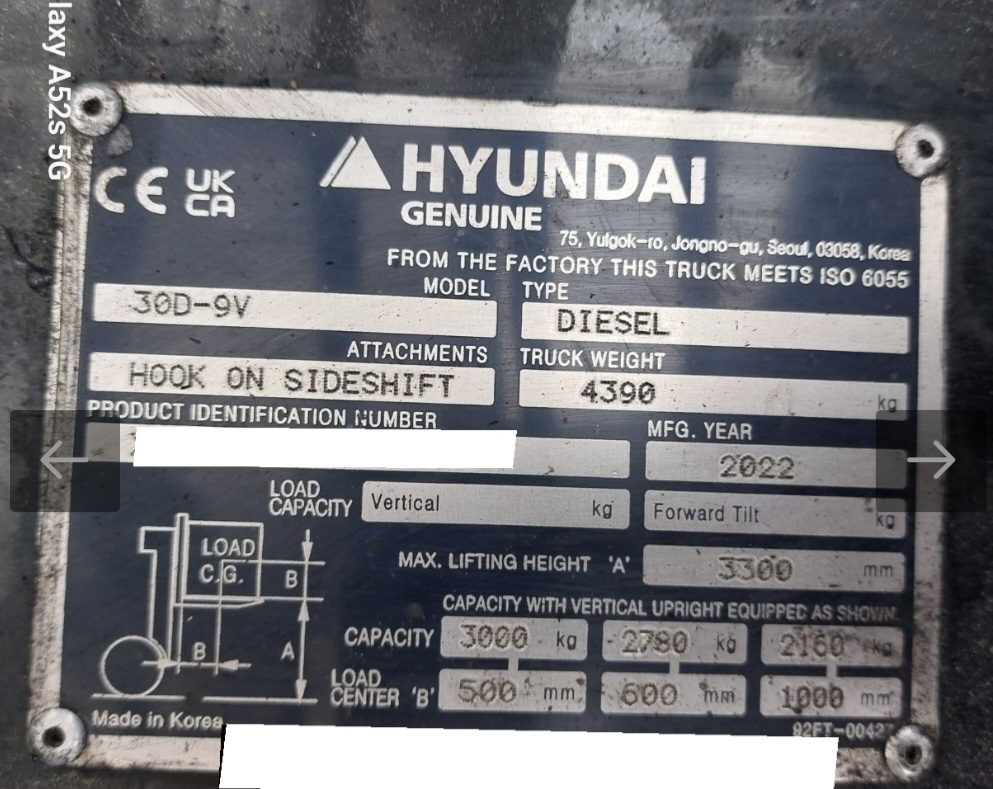 laxy A52s 5G
CE UK CA
HYUNDAI
GENUINE
75, Yulgok-ro, Jongno-gu, Seoul, 03058, Korea
FROM THE FACTORY THIS TRUCK MEETS ISO 6055
MODEL TYPE
30D-9V DIESEL
ATTACHMENTS TRUCK WEIGHT
HOOK ON SIDESHIFT 4390 kg
PRODUCT IDENTIFICATION NUMBER MFG. YEAR
2022
LOAD CAPACITY Vertical kg Forward Tilt kg
MAX. LIFTING HEIGHT 'A' 3300 mm
LOAD C.G.
B
B
A
CAPACITY WITH VERTICAL UPRIGHT EQUIPPED AS SHOWN.
CAPACITY 3000 kg 2780 kg 2160 kg
LOAD CENTER 'B' 500 mm 600 mm 1000 mm
Made in Korea